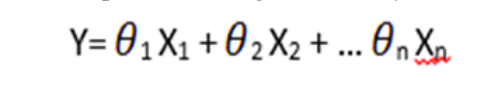 Y= θ₁X₁ + θ₂X₂ + ... θₙXₙ